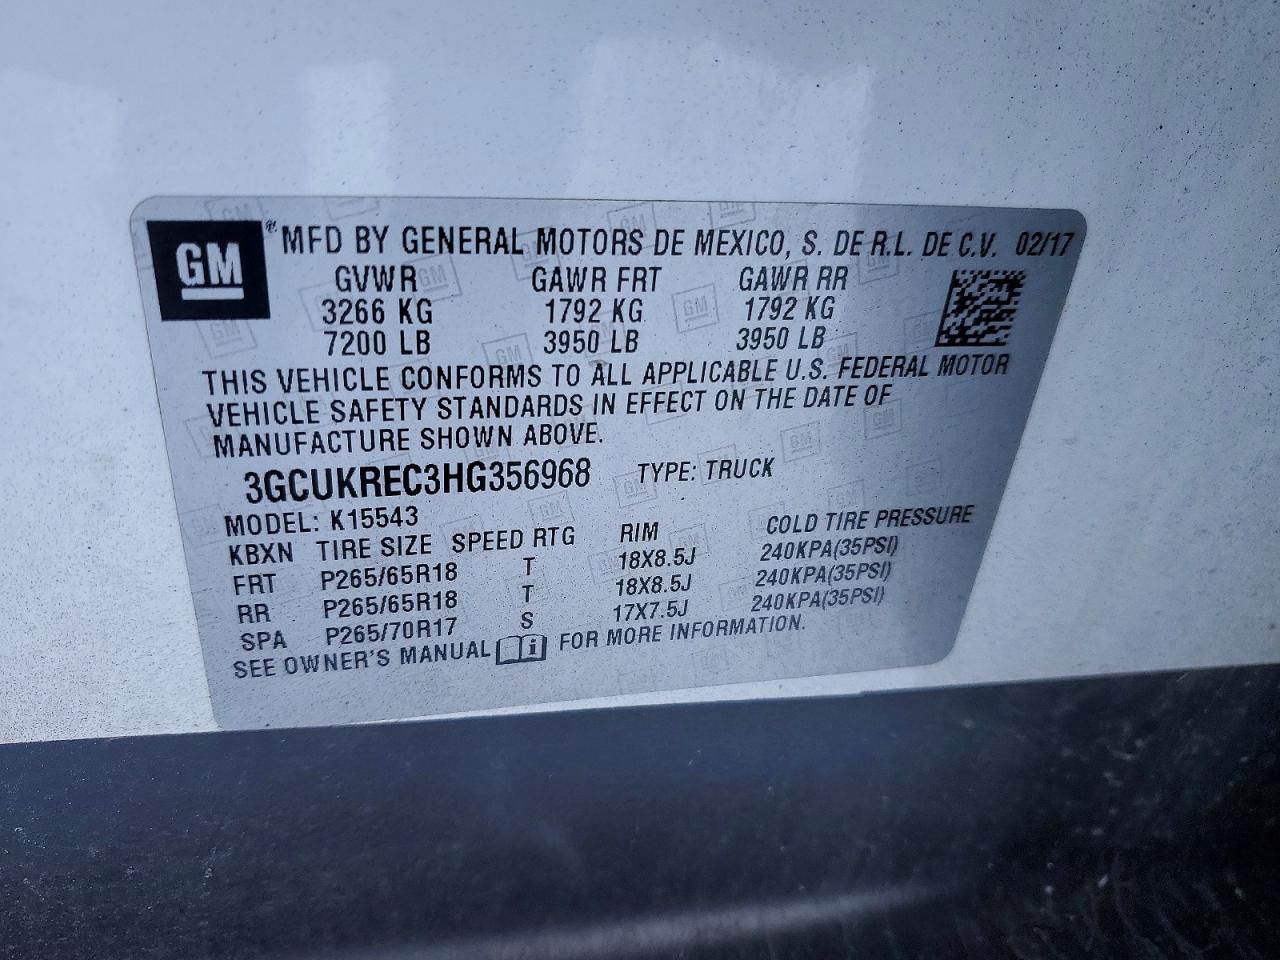 GM ® MFD BY GENERAL MOTORS DE MEXICO, S. DE R.L. DE C.V. 02/17
GVWR GAWR FRT GAWR RR
3266 KG 1792 KG 1792 KG
7200 LB 3950 LB 3950 LB
THIS VEHICLE CONFORMS TO ALL APPLICABLE U.S. FEDERAL MOTOR
VEHICLE SAFETY STANDARDS IN EFFECT ON THE DATE OF
MANUFACTURE SHOWN ABOVE.
3GCUKREC3HG356968 TYPE: TRUCK
MODEL: K15543
KBXN TIRE SIZE SPEED RTG RIM COLD TIRE PRESSURE
FRT P265/65R18 T 18X8.5J 240KPA(35PSI)
RR P265/65R18 T 18X8.5J 240KPA(35PSI)
SPA P265/70R17 S 17X7.5J 240KPA(35PSI)
SEE OWNER'S MANUAL i FOR MORE INFORMATION.